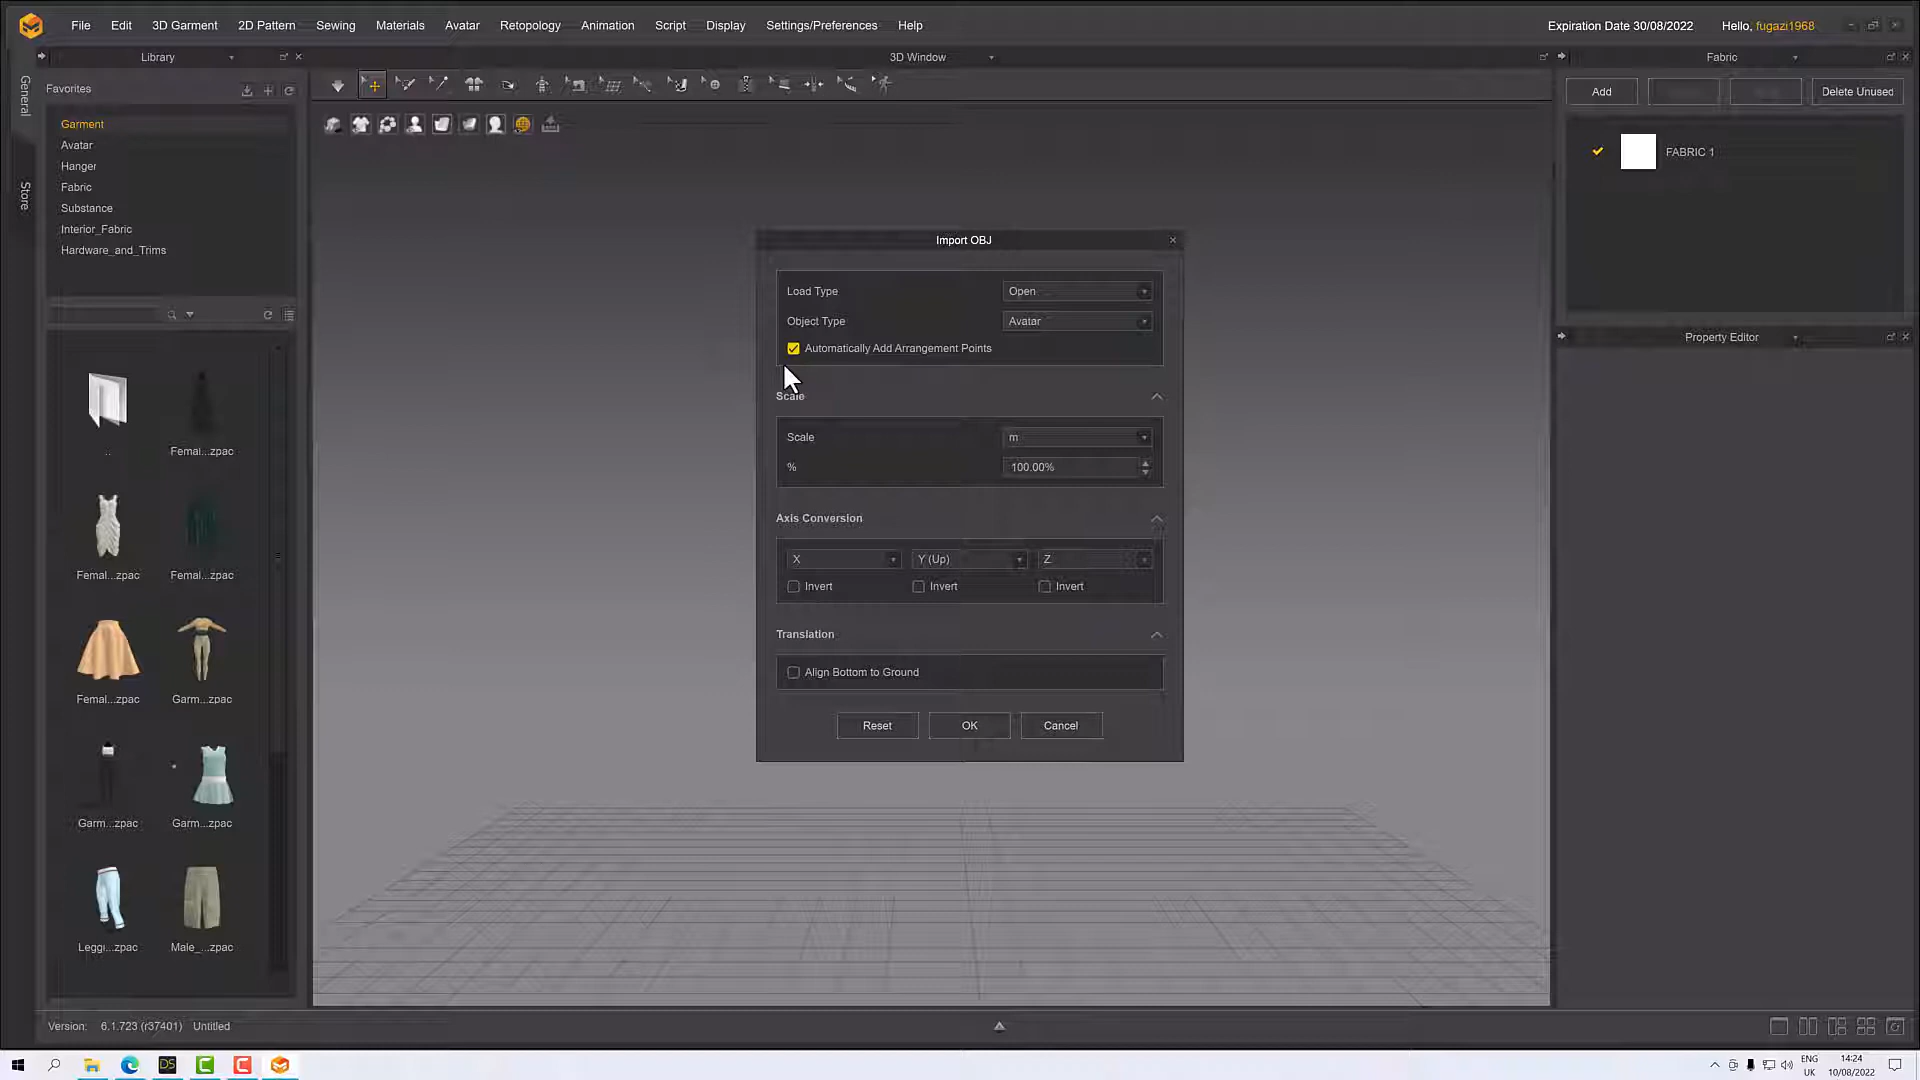 File Edit 3D Garment 2D Pattern Sewing Materials Avatar Retopology Animation Script Display Settings/Preferences Help Expiration Date 30/08/2022 Hello, fugazi1968
Library 3D Window Fabric
General
Store
Favorites
Garment
Avatar
Hanger
Fabric
Substance
Interior_Fabric
Hardware_and_Trims
..
Femal...zpac
Femal...zpac
Femal...zpac
Femal...zpac
Garm...zpac
Garm...zpac
Garm...zpac
Leggi...zpac
Male_...zpac
Import OBJ
Load Type Open
Object Type Avatar
Automatically Add Arrangement Points
Scale
Scale m
% 100.00%
Axis Conversion
X Y (Up) Z
Invert Invert Invert
Translation
Align Bottom to Ground
Reset OK Cancel
Add Delete Unused
FABRIC 1
Property Editor
Version: 6.1.723 (r37401) Untitled
DS
ENG
UK
14:24
10/08/2022